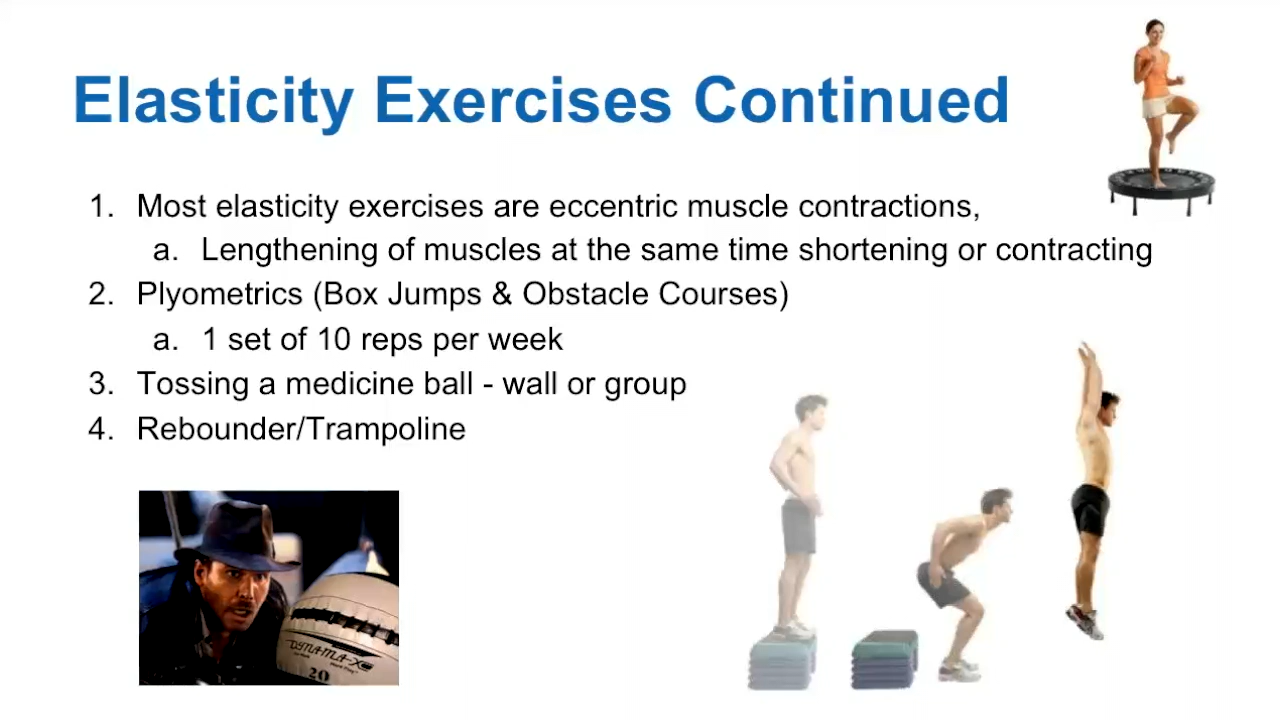 Elasticity Exercises Continued
1. Most elasticity exercises are eccentric muscle contractions,
a. Lengthening of muscles at the same time shortening or contracting
2. Plyometrics (Box Jumps & Obstacle Courses)
a. 1 set of 10 reps per week
3. Tossing a medicine ball - wall or group
4. Rebounder/Trampoline
DYNAMAX
20